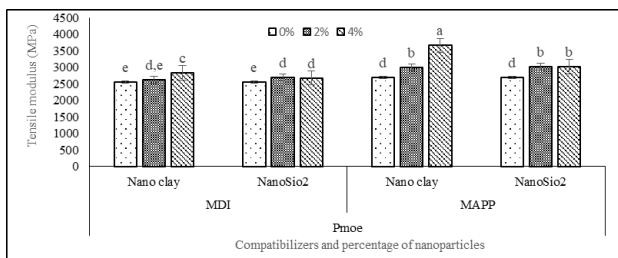 0% 2% 4%
Tensile modulus (MPa)
5000
4500
4000
3500
3000
2500
2000
1500
1000
500
0
e d,e c e d d d b a d b b
Nano clay NanoSio2 Nano clay NanoSio2
MDI MAPP
Pmoe
Compatibilizers and percentage of nanoparticles